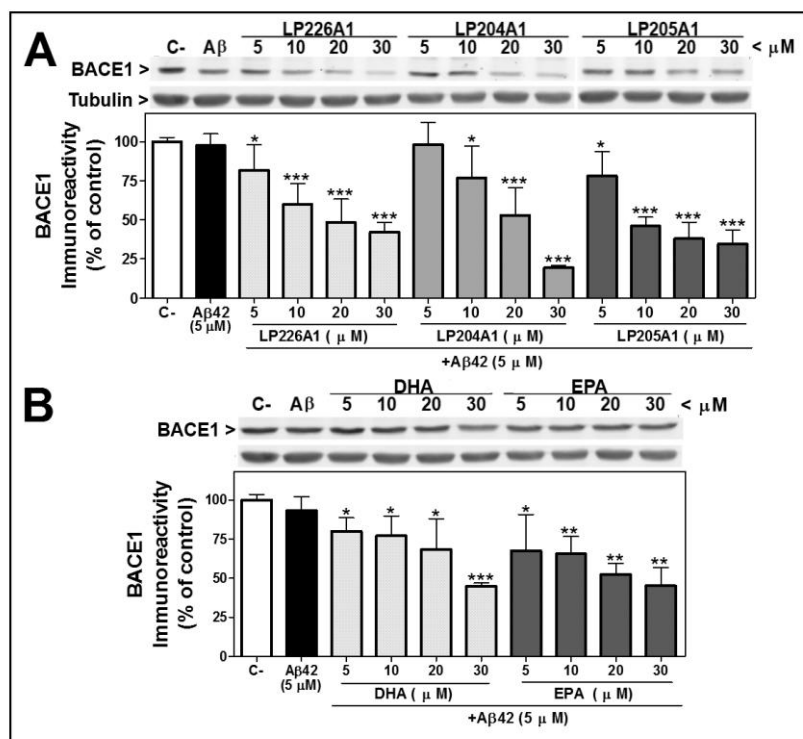 A
LP226A1 LP204A1 LP205A1
C- Aβ 5 10 20 30 5 10 20 30 5 10 20 30 < μM
BACE1 >
Tubulin >
BACE1
Immunoreactivity
(% of control)
100
75
50
25
0
* *** *** *** * *** *** * *** *** ***
C- Aβ42 (5 μM) 5 10 20 30 5 10 20 30 5 10 20 30
LP226A1 ( μ M) LP204A1 ( μ M) LP205A1 ( μ M)
+Aβ42 (5 μ M)
B
DHA EPA
C- Aβ 5 10 20 30 5 10 20 30 < μM
BACE1 >
BACE1
Immunoreactivity
(% of control)
100
75
50
25
0
* * * *** * ** ** **
C- Aβ42 (5 μM) 5 10 20 30 5 10 20 30
DHA ( μ M) EPA ( μ M)
+Aβ42 (5 μ M)